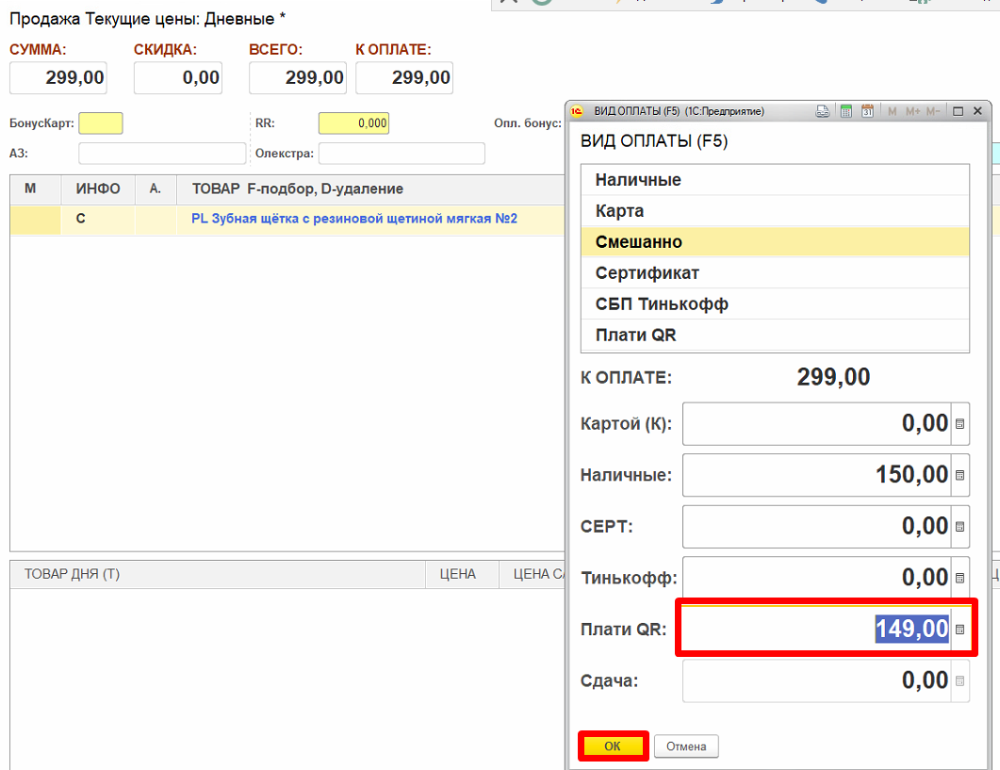 Продажа Текущие цены: Дневные *
СУММА: СКИДКА: ВСЕГО: К ОПЛАТЕ:
299,00 0,00 299,00 299,00
БонусКарт: RR: 0,000 Опл. бонус:
АЗ: Олекстра:
М ИНФО А. ТОВАР F-подбор, D-удаление
С PL Зубная щётка с резиновой щетиной мягкая №2
ТОВАР ДНЯ (Т) ЦЕНА ЦЕНА С
ВИД ОПЛАТЫ (F5) (1С:Предприятие) M M+ M-
ВИД ОПЛАТЫ (F5)
Наличные
Карта
Смешанно
Сертификат
СБП Тинькофф
Плати QR
К ОПЛАТЕ: 299,00
Картой (К): 0,00
Наличные: 150,00
СЕРТ: 0,00
Тинькофф: 0,00
Плати QR: 149,00
Сдача: 0,00
ОК Отмена